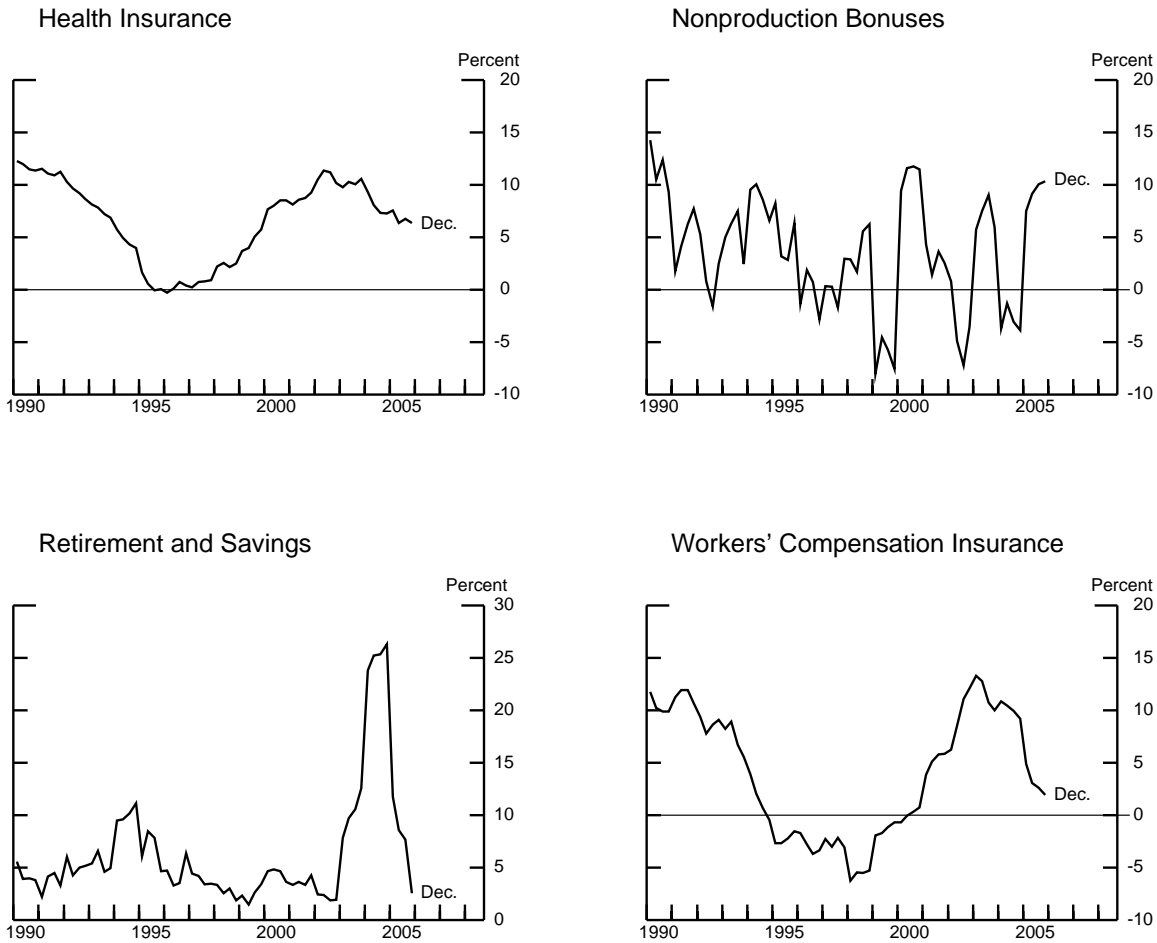 Health Insurance
Percent
20
15
10
5
0
-5
-10
Dec.
1990 1995 2000 2005
Nonproduction Bonuses
Percent
20
15
10
5
0
-5
-10
Dec.
1990 1995 2000 2005
Retirement and Savings
Percent
30
25
20
15
10
5
0
Dec.
1990 1995 2000 2005
Workers’ Compensation Insurance
Percent
20
15
10
5
0
-5
-10
Dec.
1990 1995 2000 2005